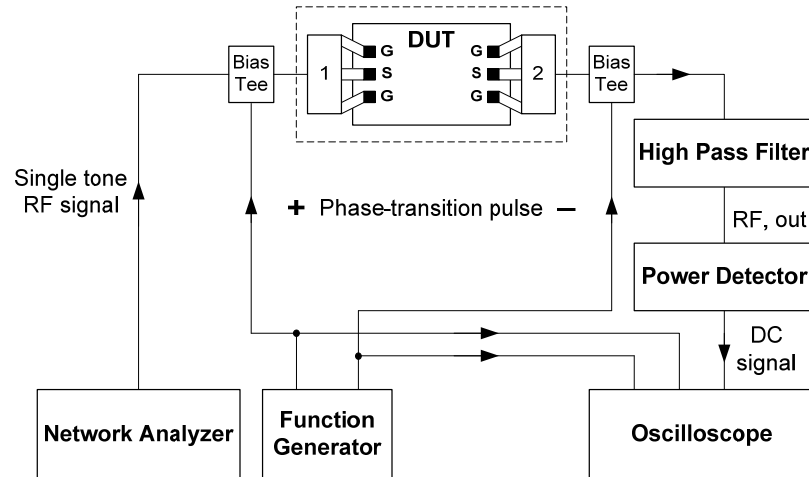 DUT
Bias
Tee
1
G
S
G
G
S
G
2
Bias
Tee
High Pass Filter
Single tone
RF signal
+ Phase-transition pulse –
RF, out
Power Detector
DC
signal
Network Analyzer
Function
Generator
Oscilloscope